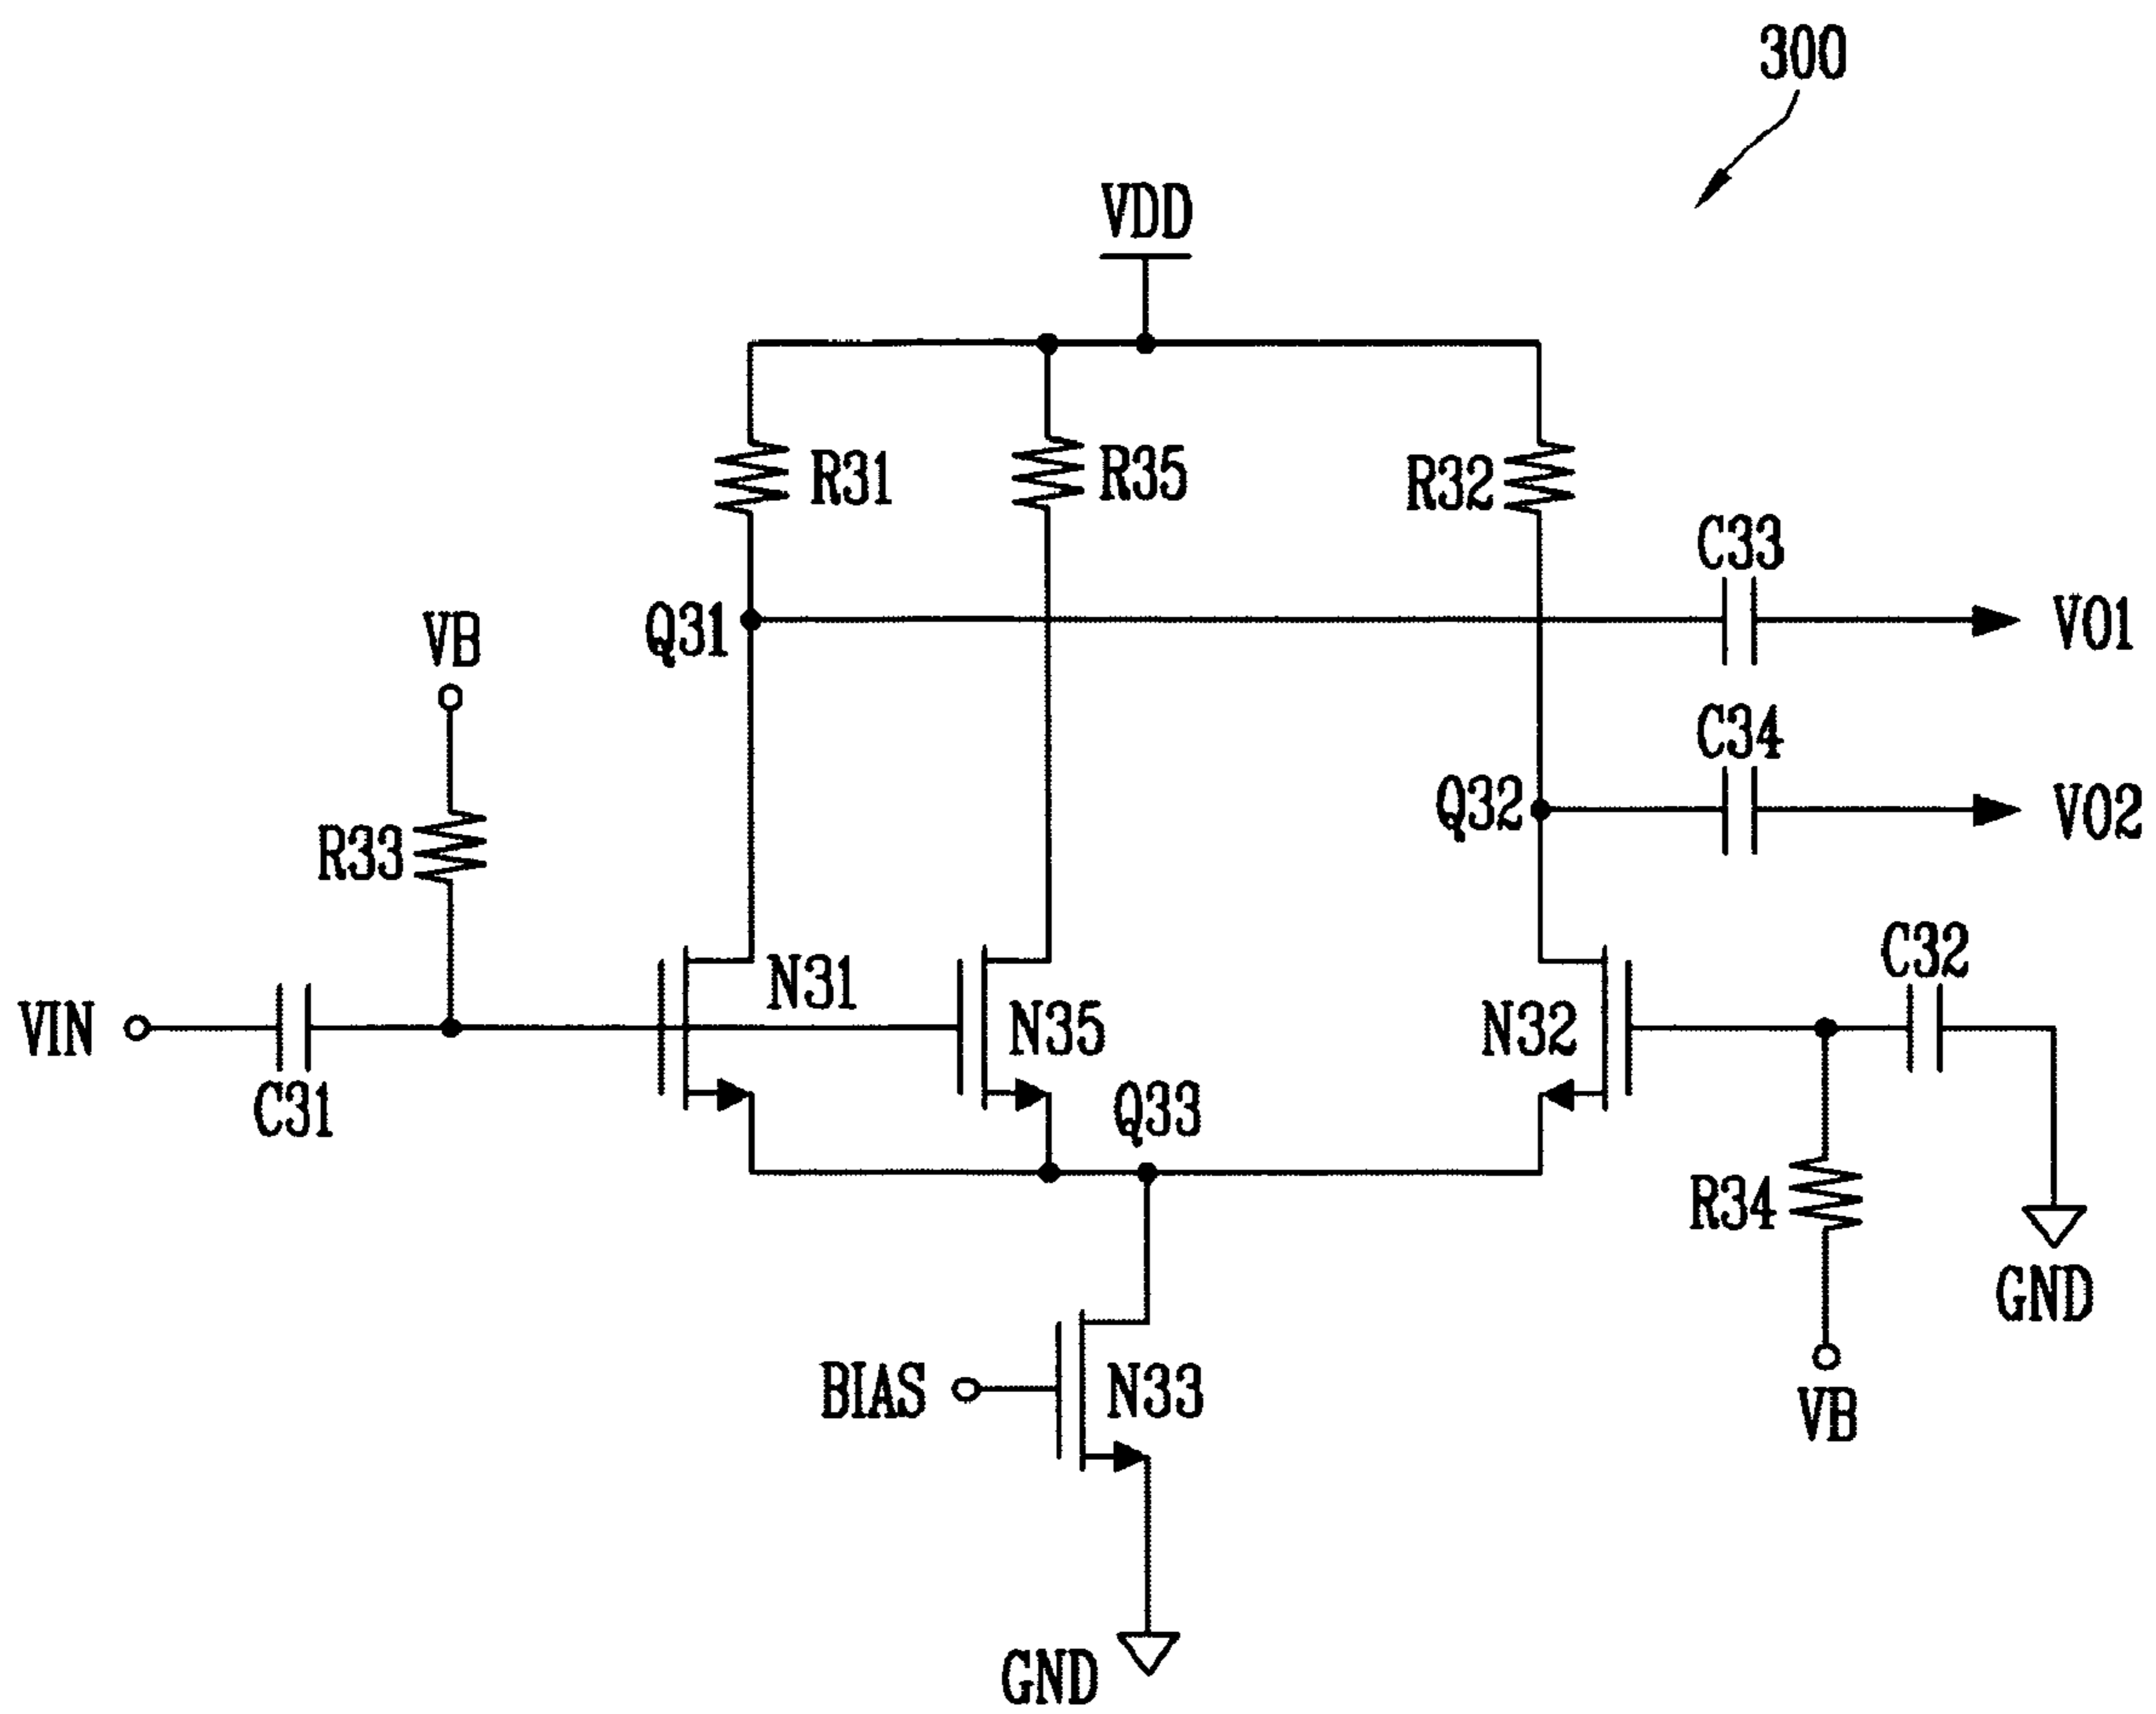 300
VDD
R31
R35
R32
C33
Q31
VO1
VB
C34
Q32
VO2
R33
C32
N31
VIN
N35
N32
C31
Q33
R34
GND
BIAS
N33
VB
GND